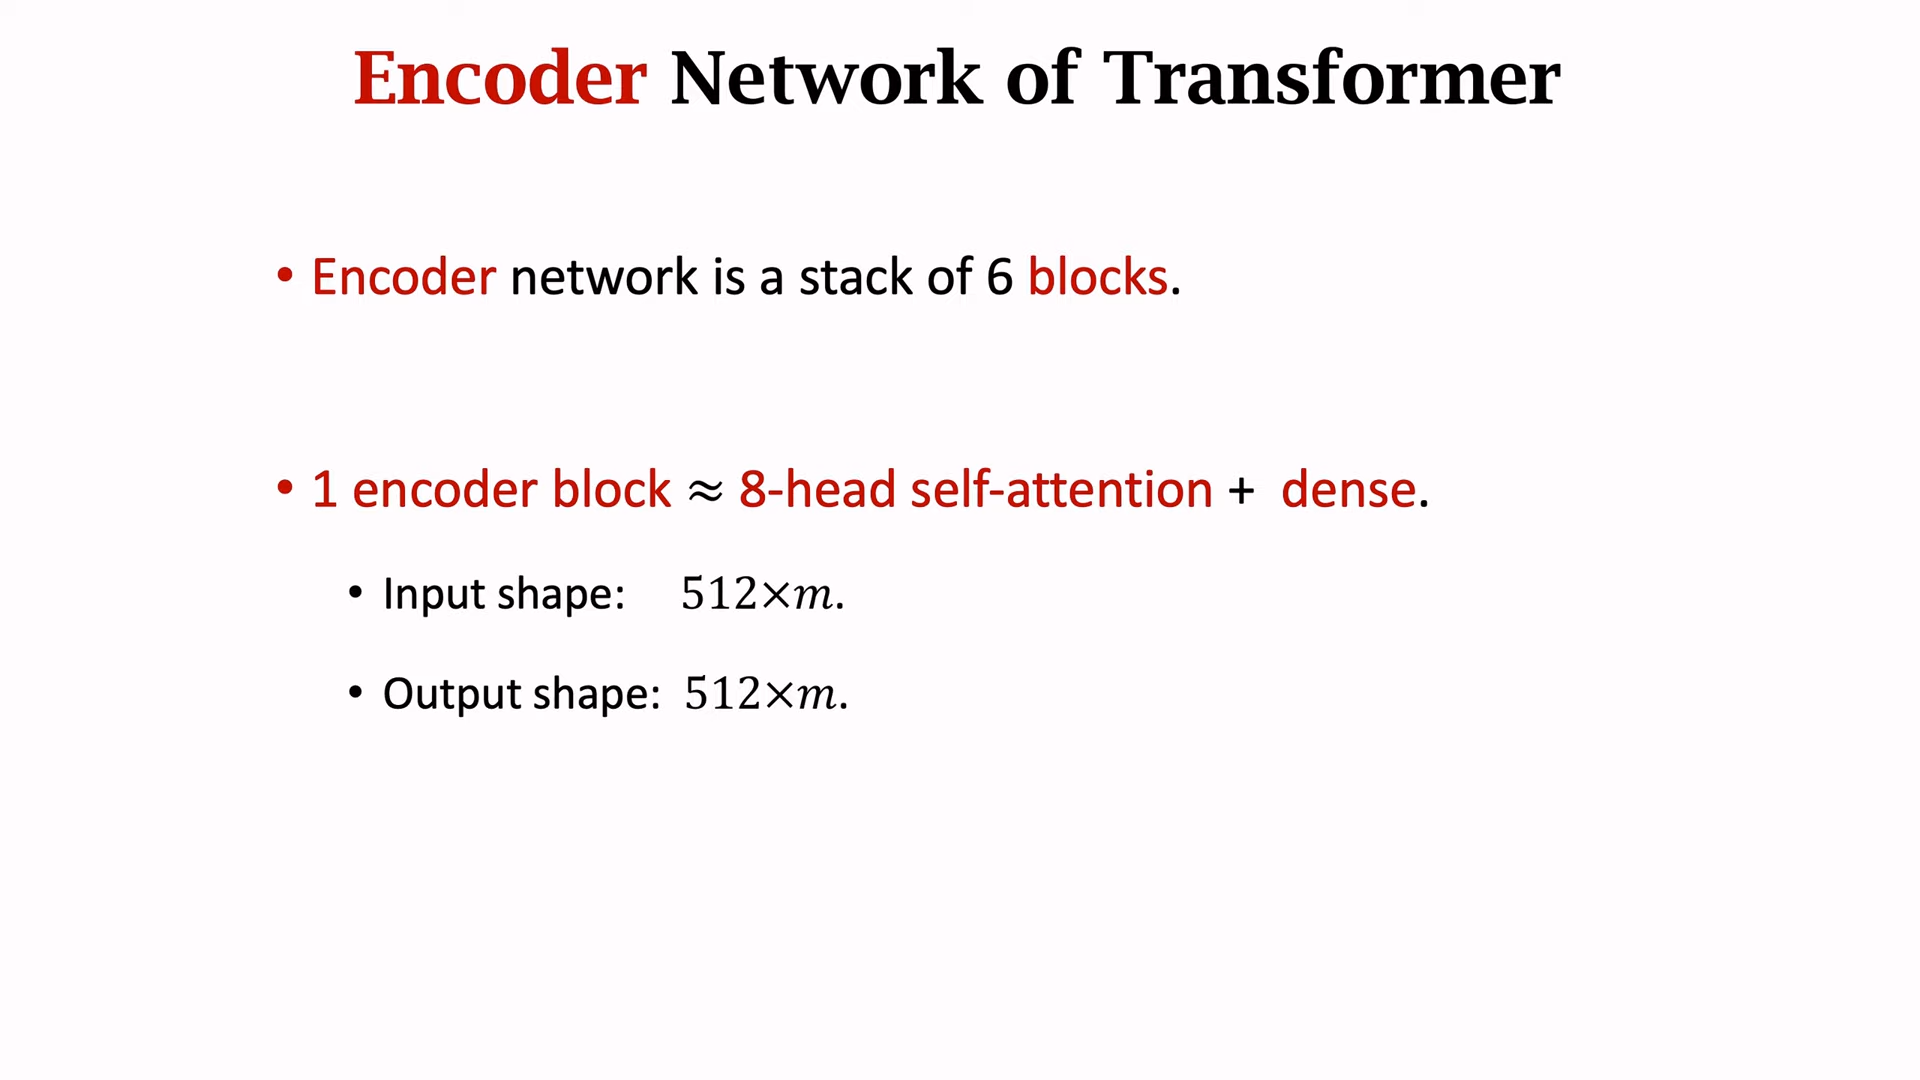 Encoder Network of Transformer
• Encoder network is a stack of 6 blocks.
• 1 encoder block ≈ 8-head self-attention + dense.
• Input shape: 512×m.
• Output shape: 512×m.